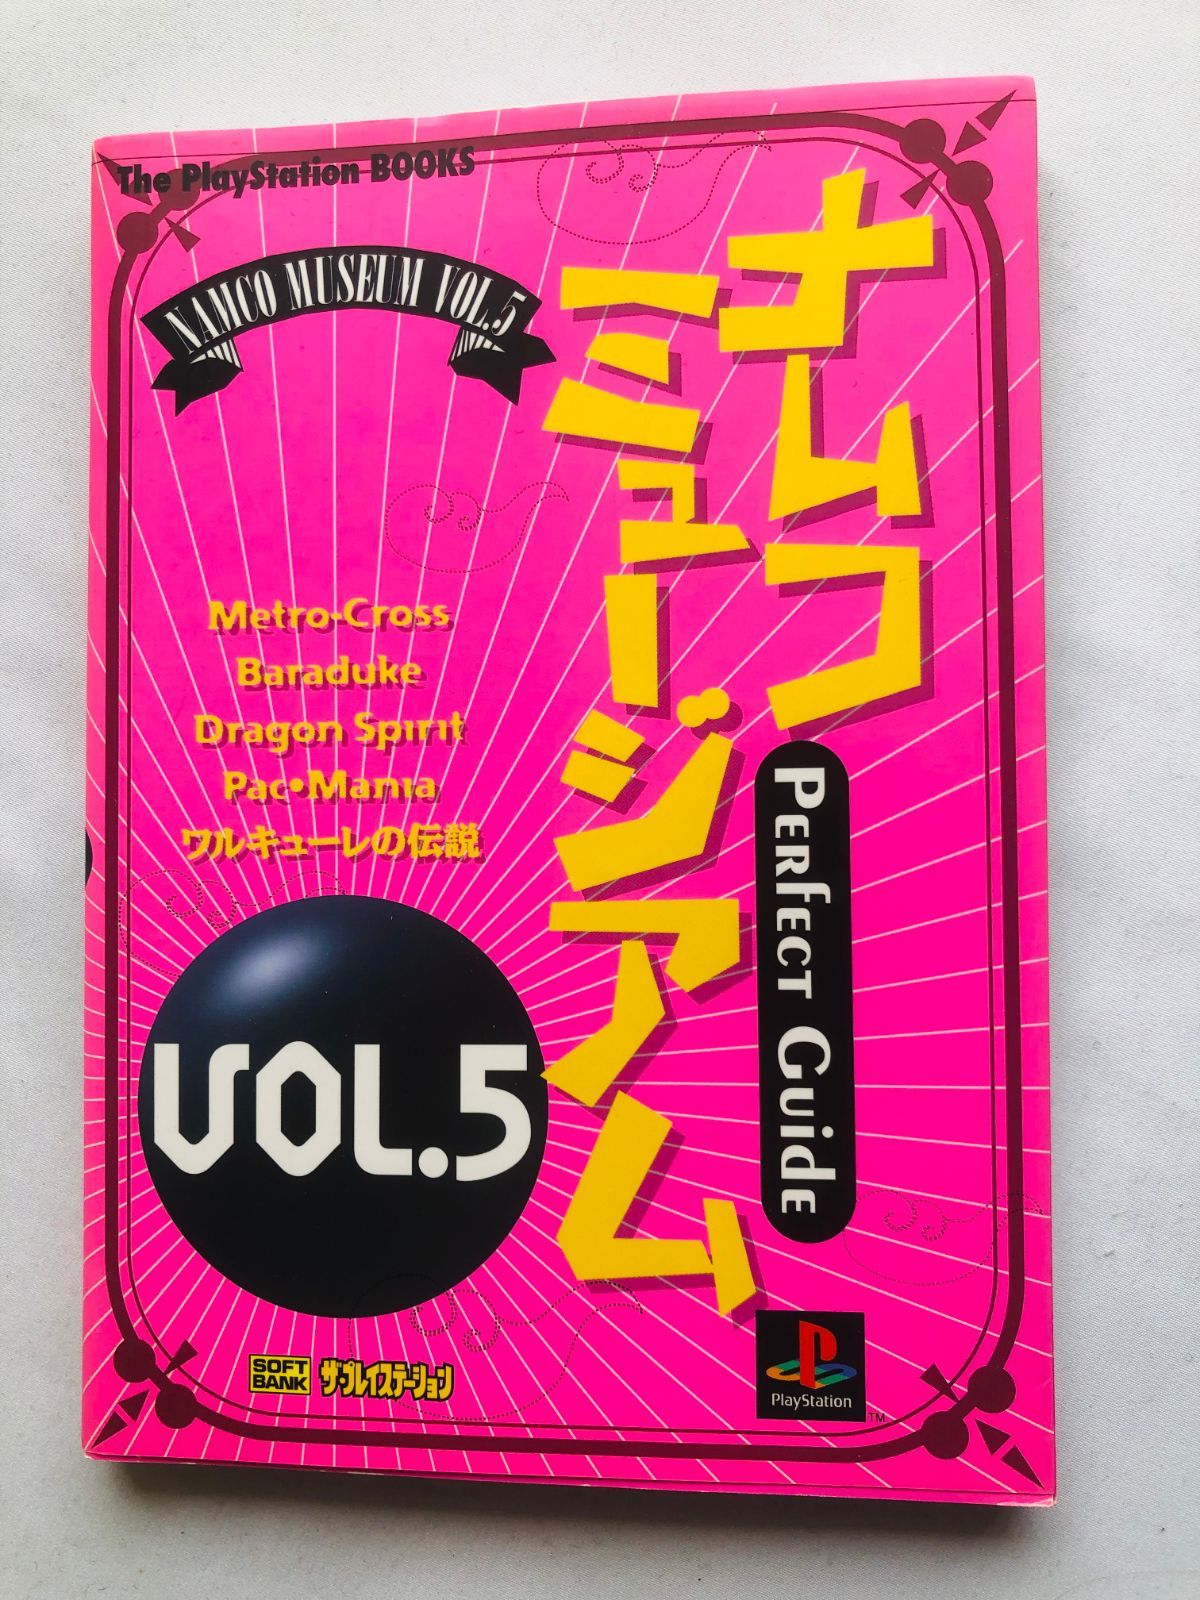 The PlayStation BOOKS
NAMCO MUSEUM VOL.5
ナムコ
ミュージアム
PERFECT GUIDE
Metro-Cross
Baraduke
Dragon Spirit
Pac•Mania
ワルキューレの伝説
VOL.5
SOFT
BANK
ザ・プレイステーション
PlayStation
TM